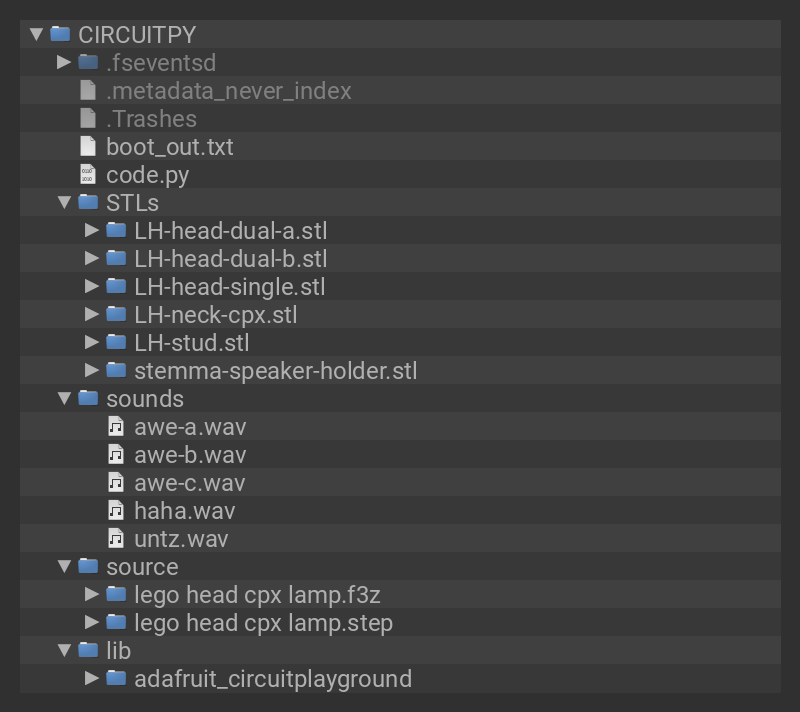 CIRCUITPY
.fseventsd
.metadata_never_index
.Trashes
boot_out.txt
code.py
STLs
LH-head-dual-a.stl
LH-head-dual-b.stl
LH-head-single.stl
LH-neck-cpx.stl
LH-stud.stl
stemma-speaker-holder.stl
sounds
awe-a.wav
awe-b.wav
awe-c.wav
haha.wav
untz.wav
source
lego head cpx lamp.f3z
lego head cpx lamp.step
lib
adafruit_circuitplayground